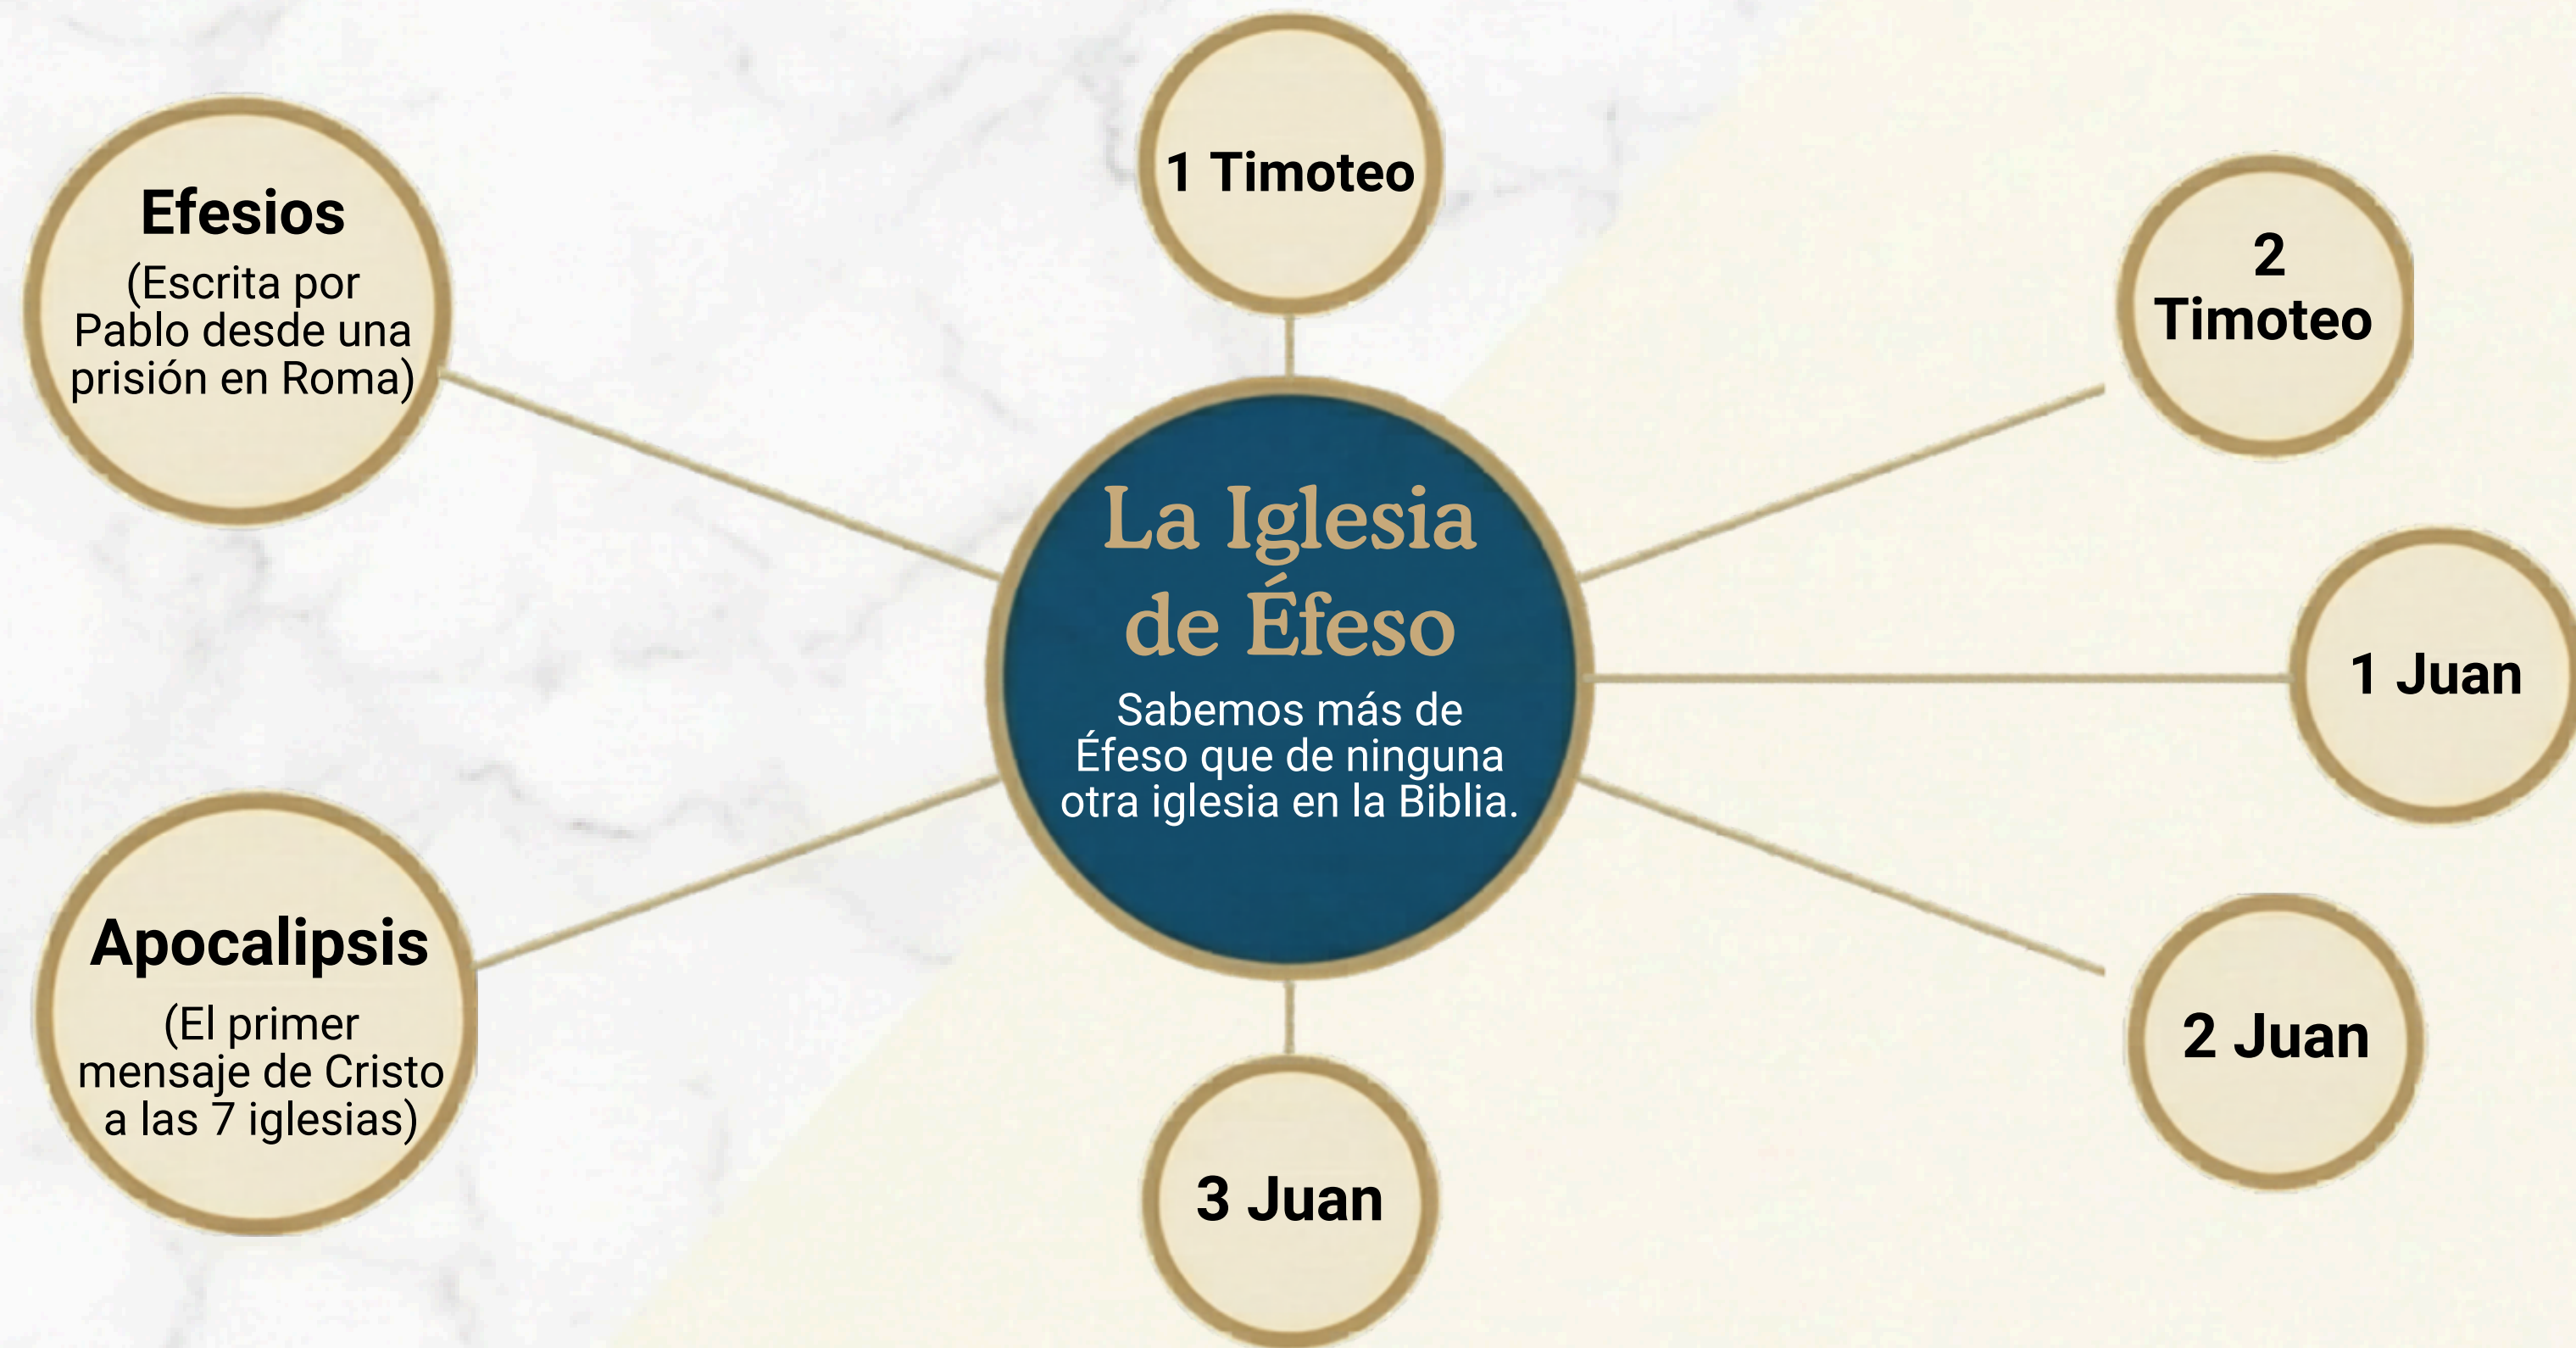 1 Timoteo
Efesios
(Escrita por
Pablo desde una
prisión en Roma)
2
Timoteo
La Iglesia
de Éfeso
Sabemos más de
Éfeso que de ninguna
otra iglesia en la Biblia.
1 Juan
Apocalipsis
(El primer
mensaje de Cristo
a las 7 iglesias)
2 Juan
3 Juan